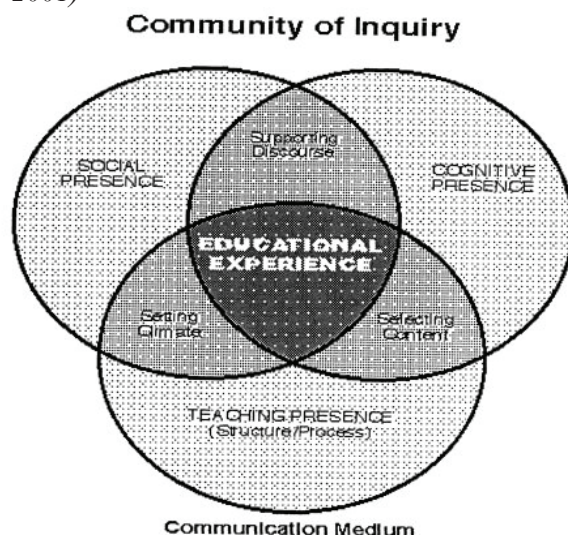 Community of Inquiry
Supporting
Discourse
SOCIAL
PRESENCE
COGNITIVE
PRESENCE
EDUCATIONAL
EXPERIENCE
Setting
Climate
Selecting
Content
TEACHING PRESENCE
(Structure/Process)
Communication Medium